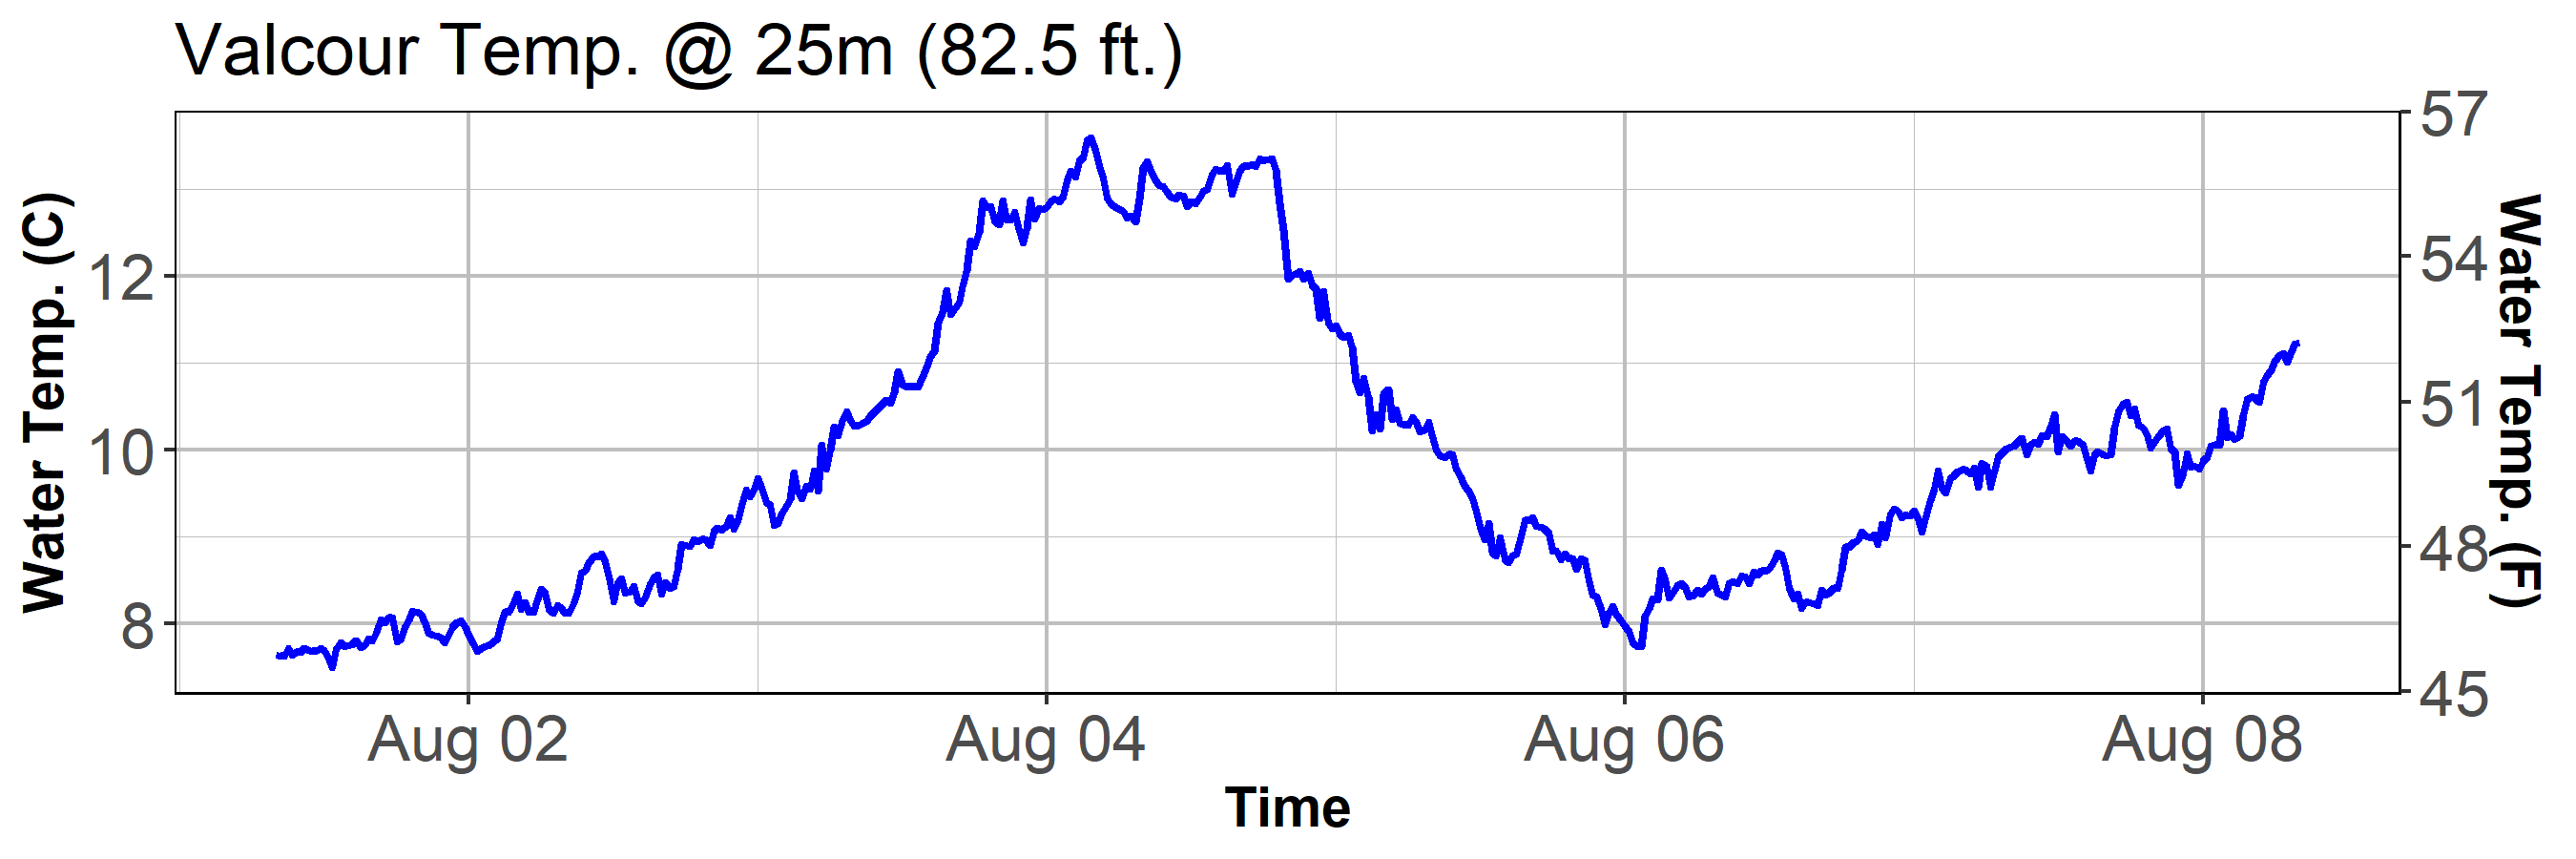 Valcour Temp. @ 25m (82.5 ft.)
Water Temp. (C)
12
10
8
57
54
51
48
45
Water Temp. (F)
Aug 02 Aug 04 Aug 06 Aug 08
Time